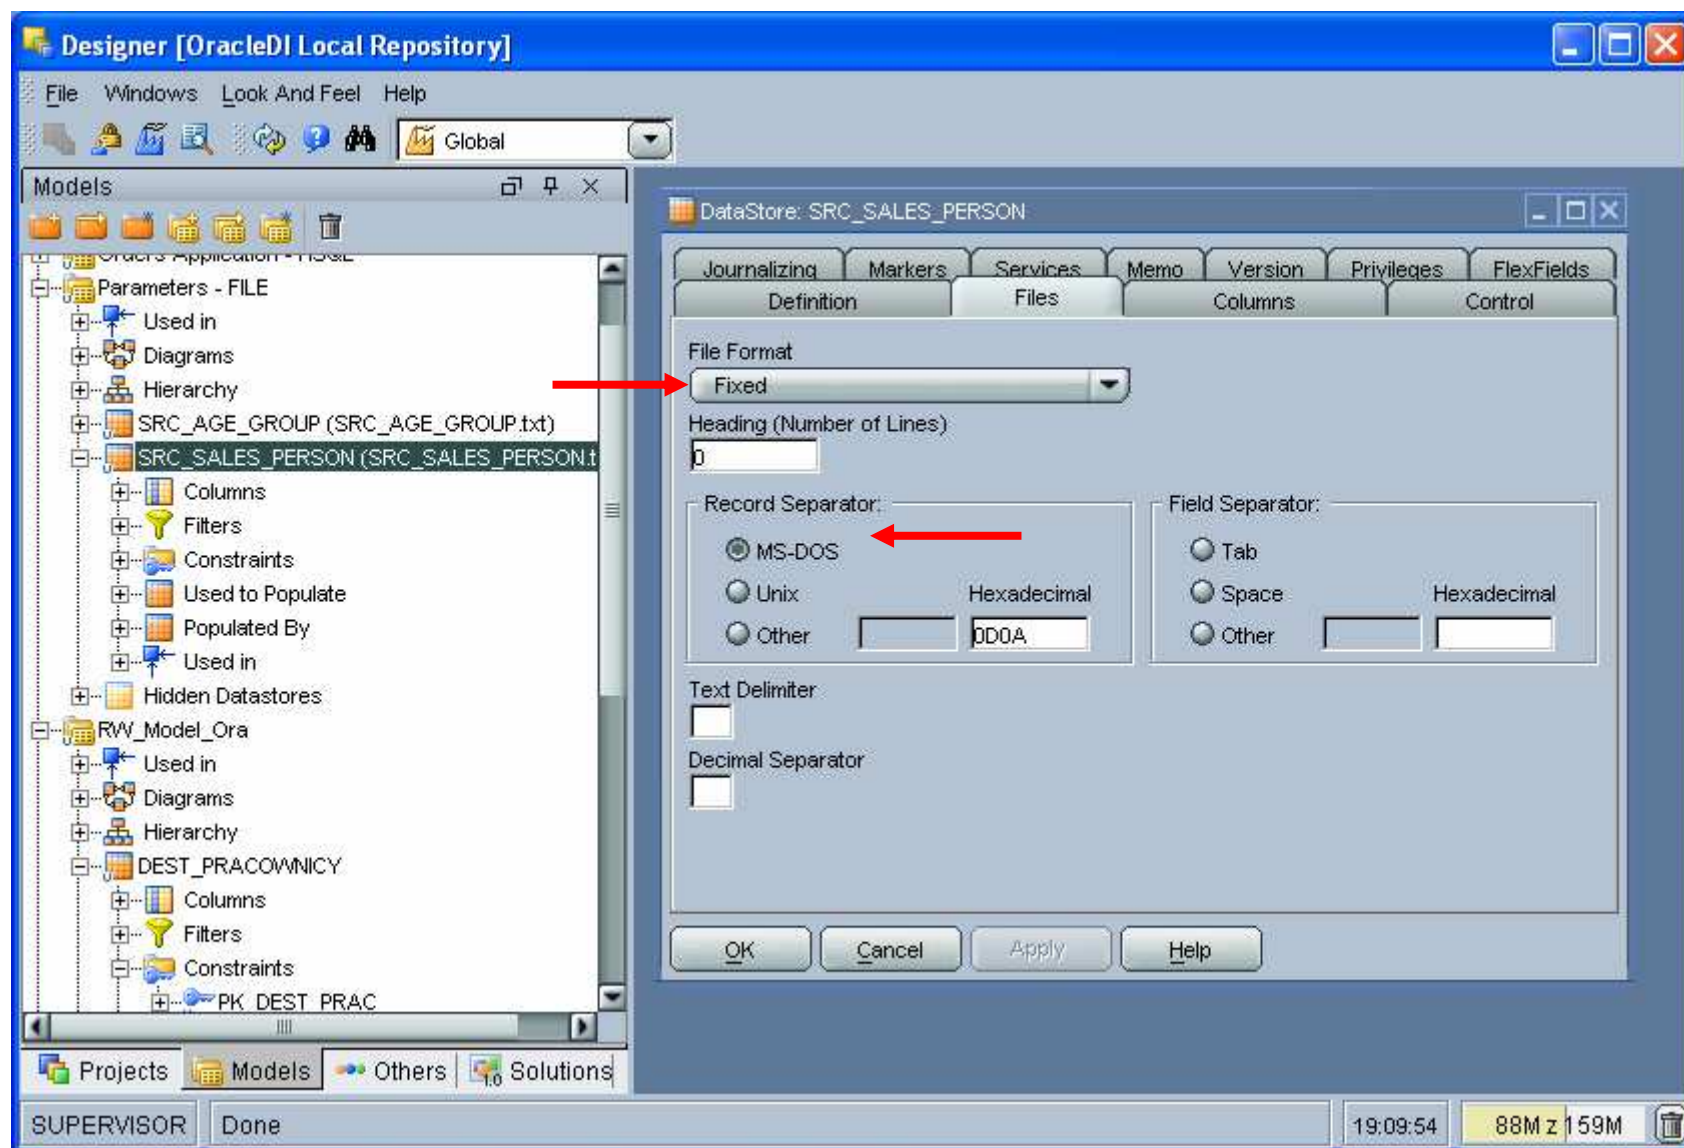 Designer [OracleDI Local Repository]
File Windows Look And Feel Help
Global
Models
Orders Application - HSQL
Parameters - FILE
Used in
Diagrams
Hierarchy
SRC_AGE_GROUP (SRC_AGE_GROUP.txt)
SRC_SALES_PERSON (SRC_SALES_PERSON.t
Columns
Filters
Constraints
Used to Populate
Populated By
Used in
Hidden Datastores
RW_Model_Ora
Used in
Diagrams
Hierarchy
DEST_PRACOWNICY
Columns
Filters
Constraints
PK_DEST_PRAC
Projects Models Others 1.0 Solutions
DataStore: SRC_SALES_PERSON
Journalizing Markers Services Memo Version Privileges FlexFields
Definition Files Columns Control
File Format
Fixed
Heading (Number of Lines)
0
Record Separator:
MS-DOS
Unix Hexadecimal
Other 0D0A
Field Separator:
Tab
Space Hexadecimal
Other
Text Delimiter
Decimal Separator
OK Cancel Apply Help
SUPERVISOR Done 19:09:54 88M z 159M